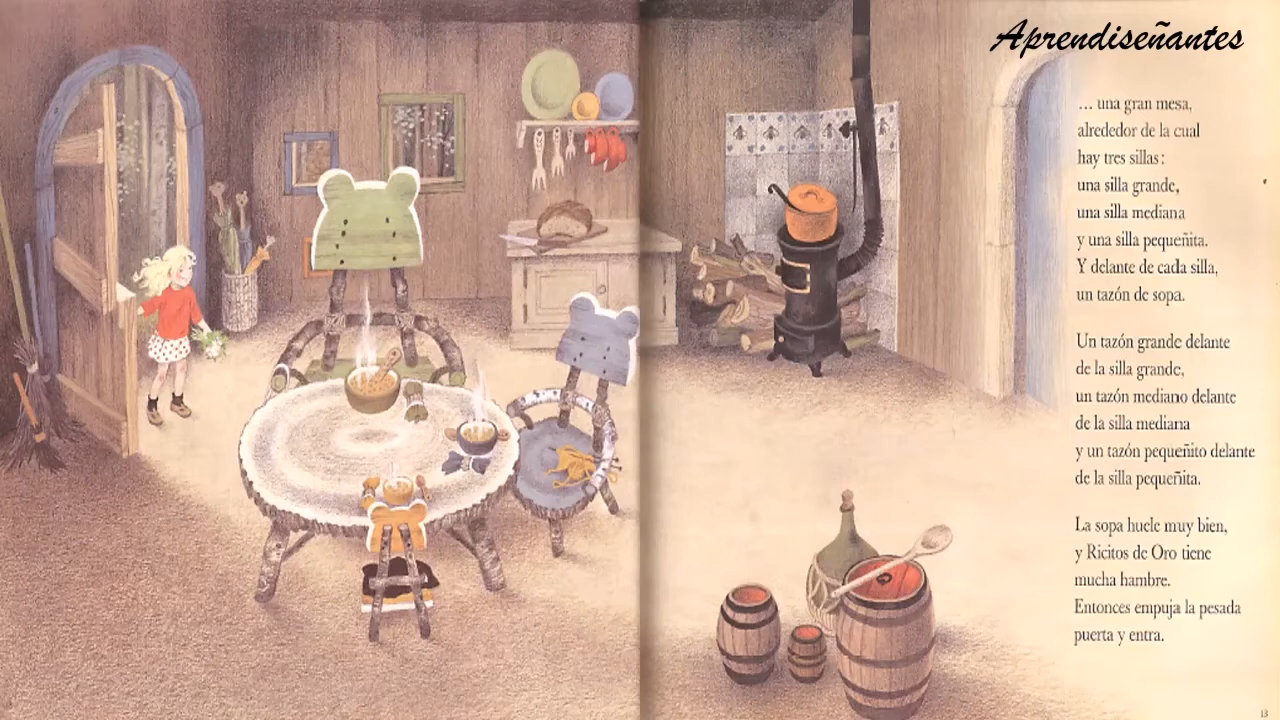 Aprendiseñantes
... una gran mesa,
alrededor de la cual
hay tres sillas:
una silla grande,
una silla mediana
y una silla pequeñita.
Y delante de cada silla,
un tazón de sopa.
Un tazón grande delante
de la silla grande,
un tazón mediano delante
de la silla mediana
y un tazón pequeñito delante
de la silla pequeñita.
La sopa huele muy bien,
y Ricitos de Oro tiene
mucha hambre.
Entonces empuja la pesada
puerta y entra.
13